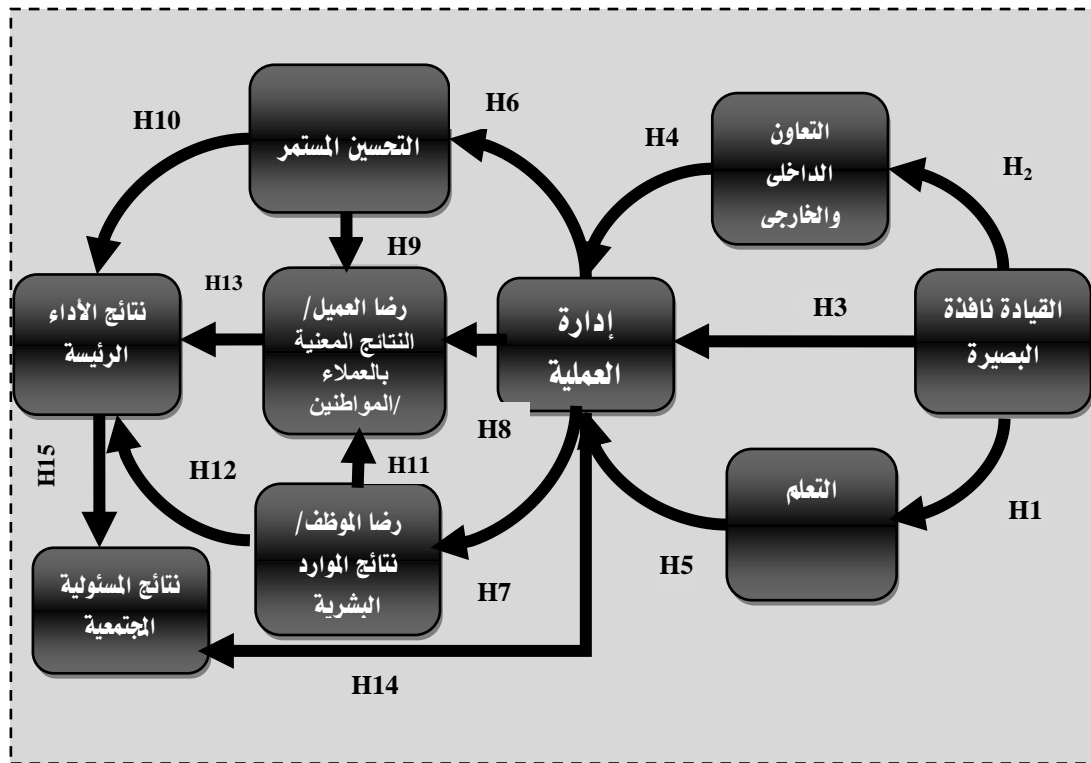 القيادة نافذة
البصيرة
H₂
H3
H1
التعاون
الداخلى
والخارجى
التعلم
H4
H5
إدارة
العملية
H6
H8
H7
H14
التحسين المستمر
H9
رضا العميل/
النتائج المعنية
بالعملاء
/المواطنين
H11
رضا الموظف/
نتائج الموارد
البشرية
H10
H13
H12
نتائج الأداء
الرئيسة
H15
نتائج المسئولية
المجتمعية